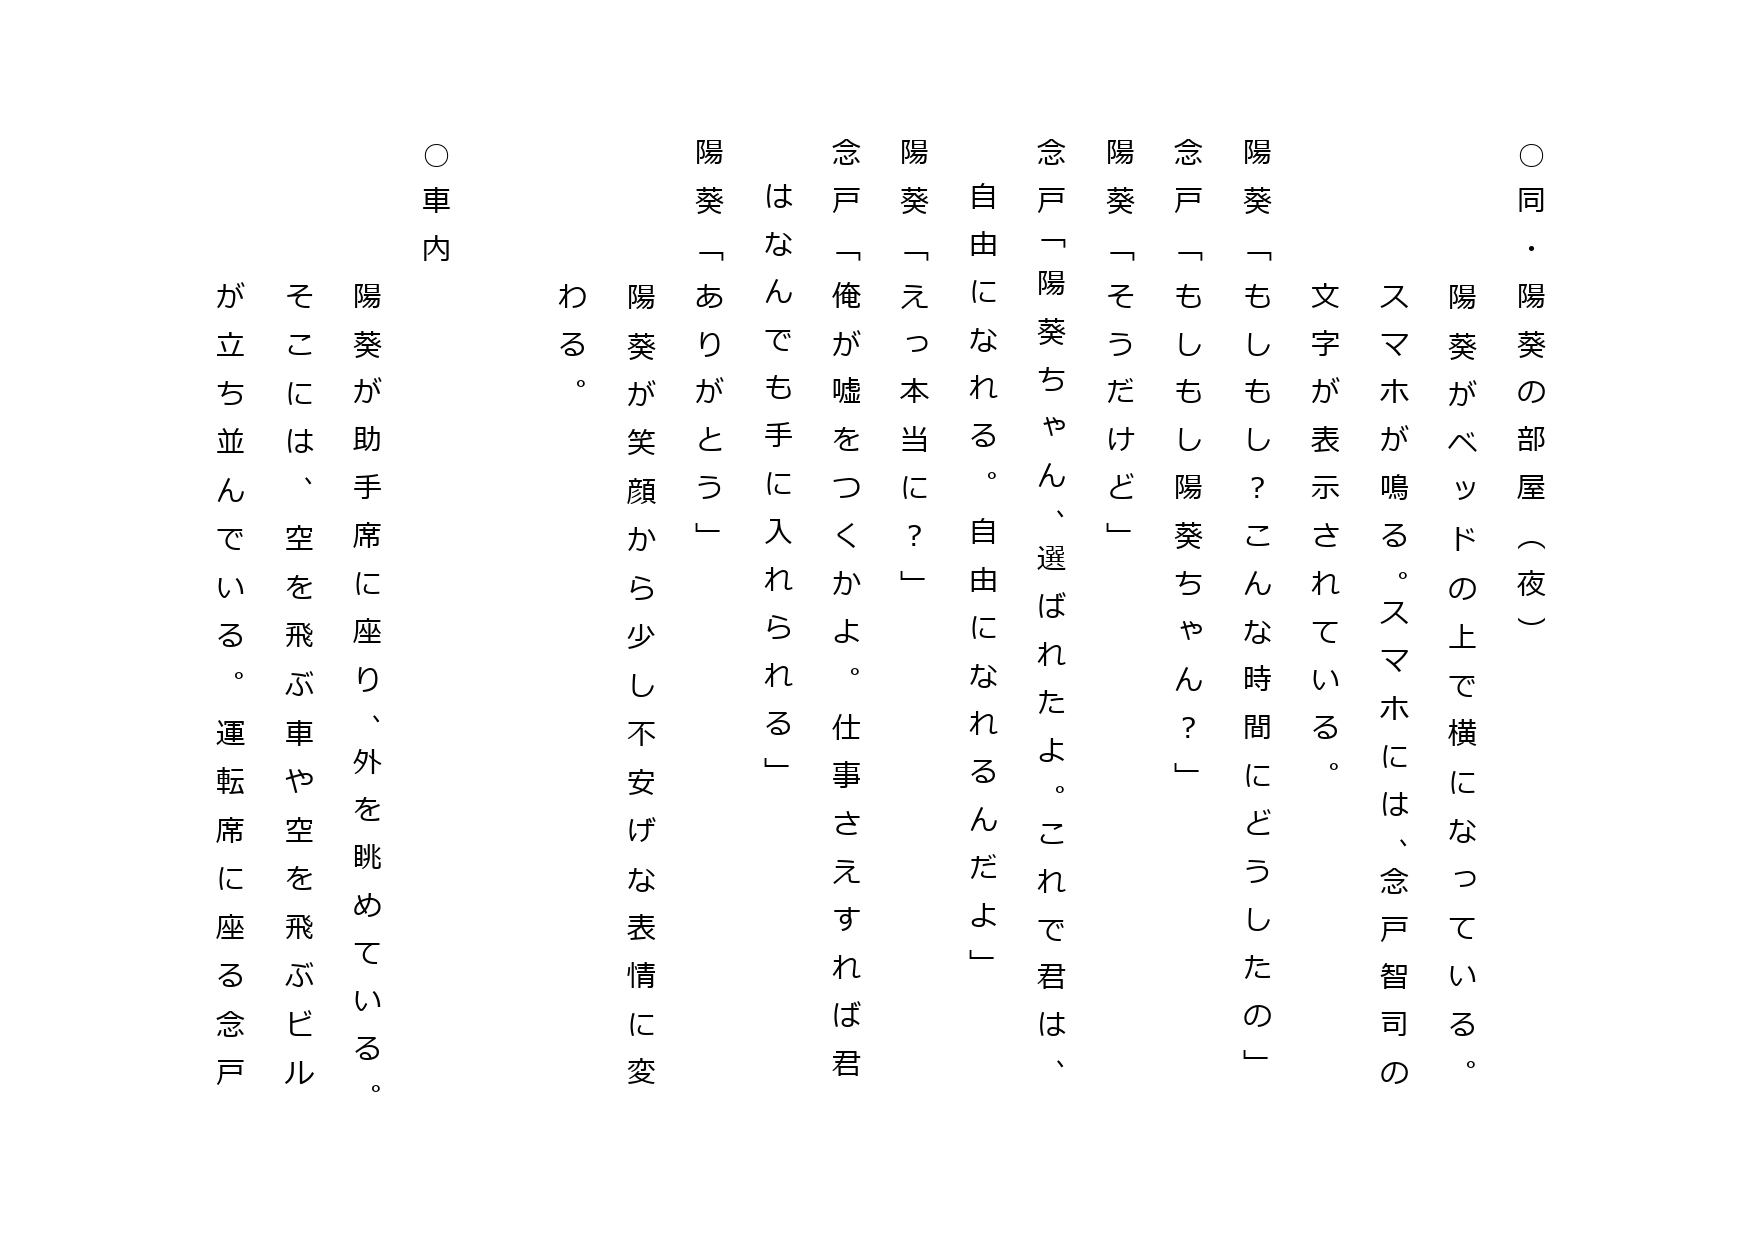 ○同・陽葵の部屋（夜）
陽葵がベッドの上で横になっている。
スマホが鳴る。スマホには、念戸智司の
文字が表示されている。
陽葵「もしもし?こんな時間にどうしたの」
念戸「もしもし陽葵ちゃん?」
陽葵「そうだけど」
念戸「陽葵ちゃん、選ばれたよ。これで君は、
自由になれる。自由になれるんだよ」
陽葵「えっ本当に?」
念戸「俺が嘘をつくかよ。仕事さえすれば君
はなんでも手に入れられる」
陽葵「ありがとう」
陽葵が笑顔から少し不安げな表情に変
わる。
○車内
陽葵が助手席に座り、外を眺めている。
そこには、空を飛ぶ車や空を飛ぶビル
が立ち並んでいる。運転席に座る念戸